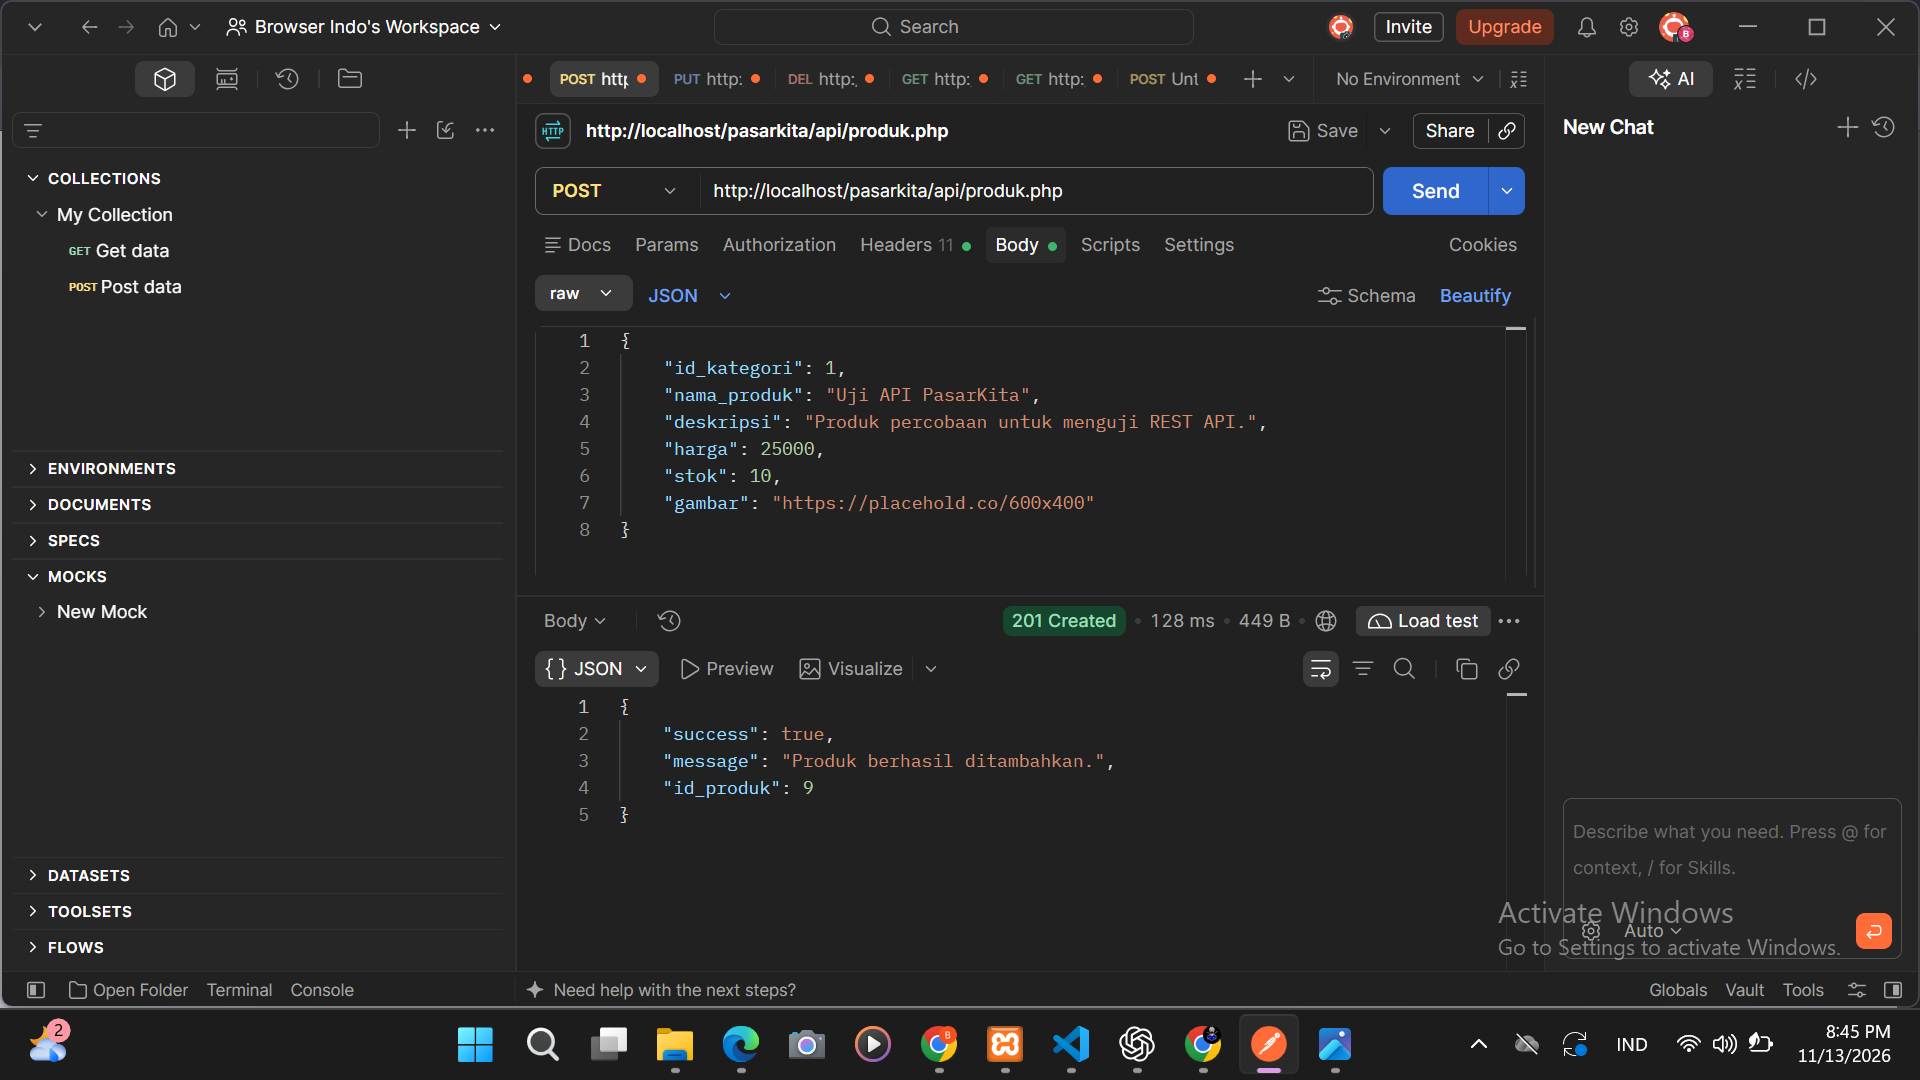 Browser Indo's Workspace
Search
Invite
Upgrade
B
POST http
PUT http:
DEL http:
GET http:
GET http:
POST Unt
No Environment
AI
HTTP
http://localhost/pasarkita/api/produk.php
Save
Share
New Chat
COLLECTIONS
My Collection
GET Get data
POST Post data
ENVIRONMENTS
DOCUMENTS
SPECS
MOCKS
New Mock
DATASETS
TOOLSETS
FLOWS
POST
http://localhost/pasarkita/api/produk.php
Send
Docs
Params
Authorization
Headers 11
Body
Scripts
Settings
Cookies
raw
JSON
Schema
Beautify
1 {
2 "id_kategori": 1,
3 "nama_produk": "Uji API PasarKita",
4 "deskripsi": "Produk percobaan untuk menguji REST API.",
5 "harga": 25000,
6 "stok": 10,
7 "gambar": "https://placehold.co/600x400"
8 }
Body
201 Created
128 ms
449 B
Load test
{} JSON
Preview
Visualize
1 {
2 "success": true,
3 "message": "Produk berhasil ditambahkan.",
4 "id_produk": 9
5 }
Describe what you need. Press @ for
context, / for Skills.
Auto
Activate Windows
Go to Settings to activate Windows.
Open Folder
Terminal
Console
Need help with the next steps?
Globals
Vault
Tools
2
B
IND
8:45 PM
11/13/2026